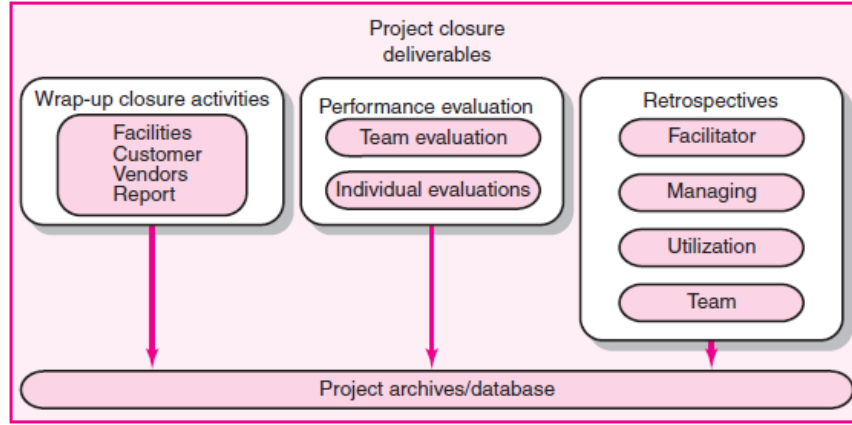 Project closure
deliverables
Wrap-up closure activities
Facilities
Customer
Vendors
Report
Performance evaluation
Team evaluation
Individual evaluations
Retrospectives
Facilitator
Managing
Utilization
Team
Project archives/database